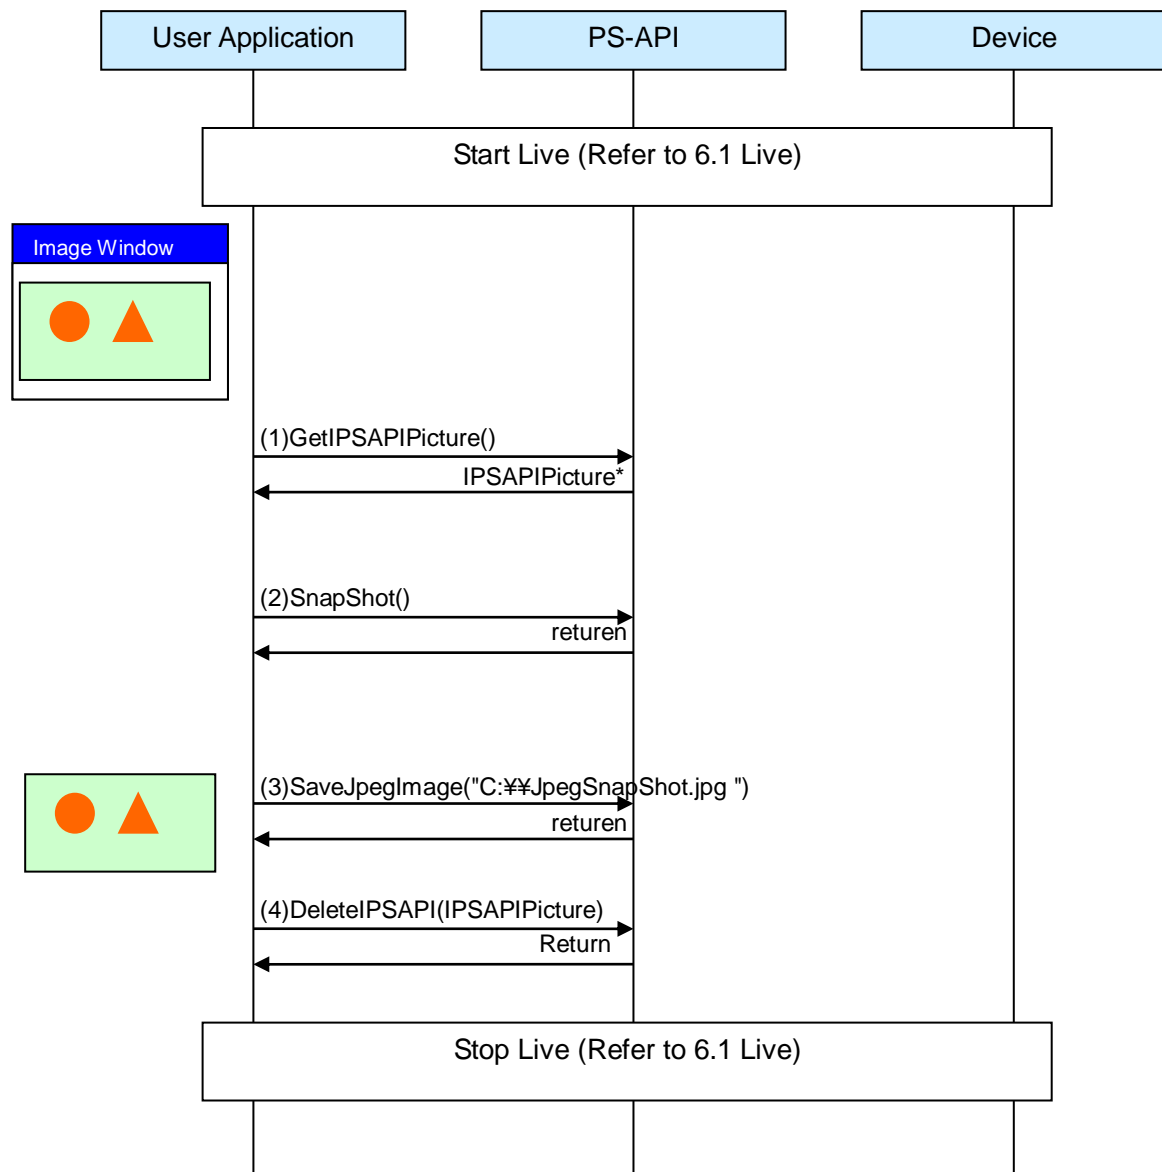 User Application
PS-API
Device
Start Live (Refer to 6.1 Live)
Image Window
(1)GetIPSAPIPicture()
IPSAPIPicture*
(2)SnapShot()
returen
(3)SaveJpegImage("C:¥¥JpegSnapShot.jpg ")
returen
(4)DeleteIPSAPI(IPSAPIPicture)
Return
Stop Live (Refer to 6.1 Live)